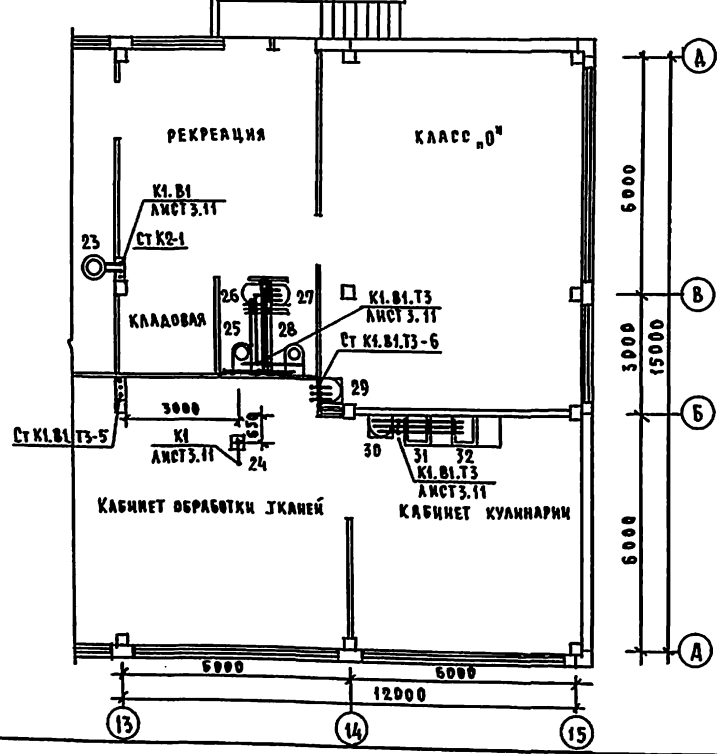 Д
РЕКРЕАЦИЯ
КЛАСС „0"
6000
К1.В1
ЛИСТ 3.11
Ст К2-1
23
26
27
К1.В1.Т3
ЛИСТ 3.11
В
КЛАДОВАЯ
25
28
Ст К1.В1.Т3-6
3000
15000
29
3000
650
Б
Ст К1.В1.Т3-5
К1
ЛИСТ 3.11
24
30
31
32
К1.В1.Т3
ЛИСТ 3.11
КАБИНЕТ ОБРАБОТКИ ТКАНЕЙ
КАБИНЕТ КУЛИНАРИИ
6000
А
6000
6000
12000
13
14
15